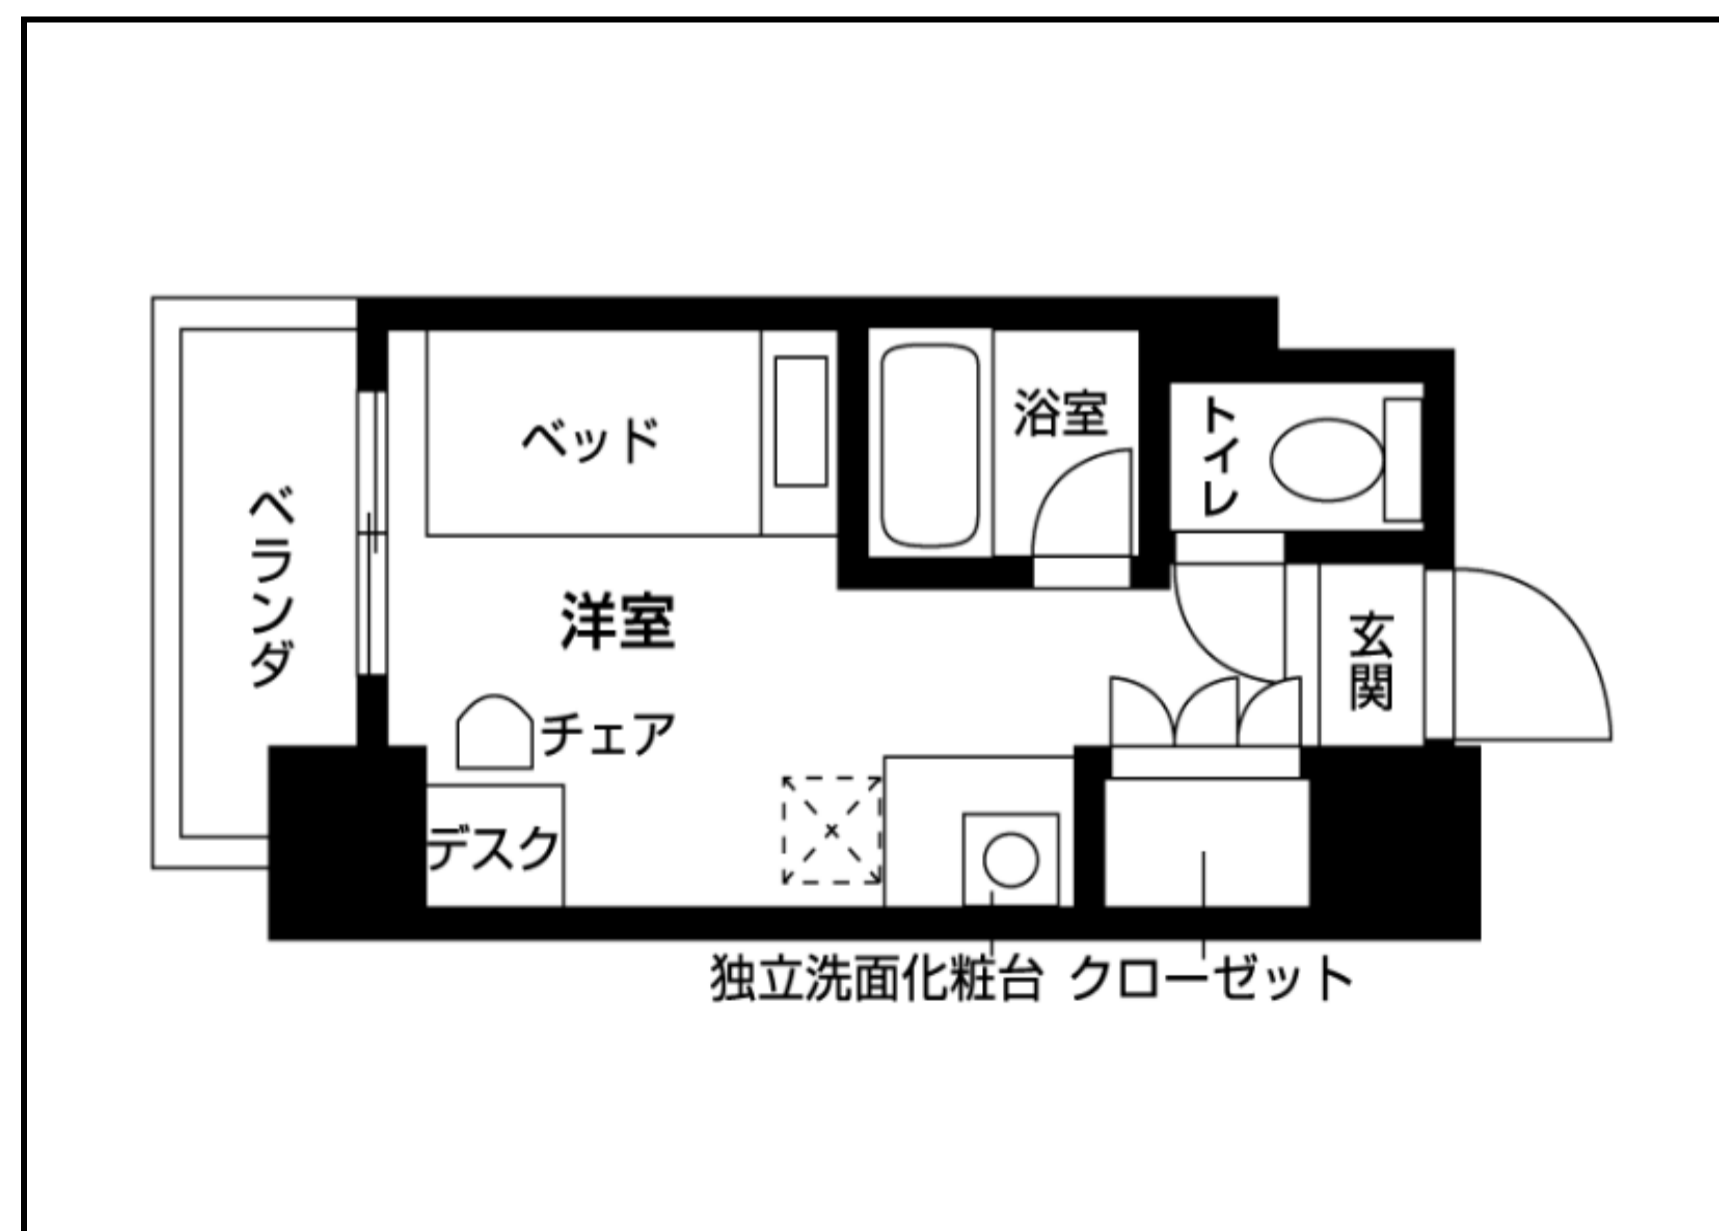 ベッド
浴室
トイレ
ベランダ
洋室
玄関
チェア
デスク
独立洗面化粧台 クローゼット